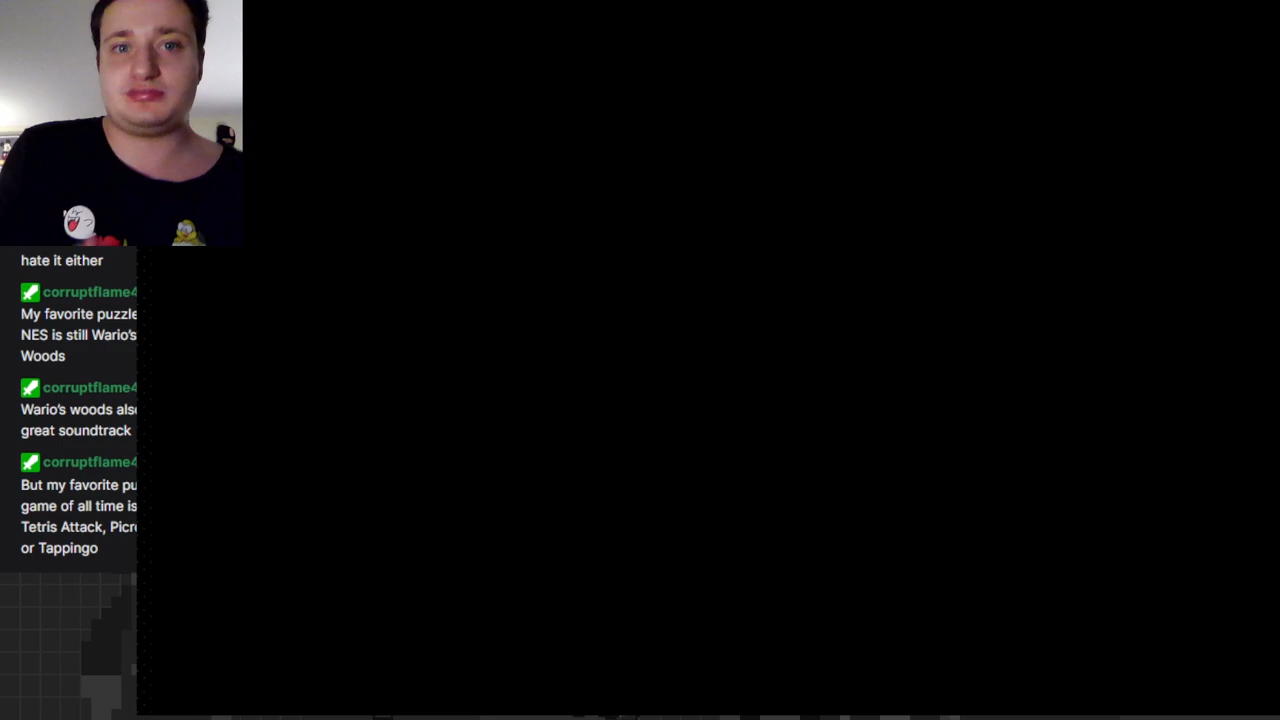 hate it either
corruptflame4
My favorite puzzle
NES is still Wario's
Woods
corruptflame4
Wario's woods also
great soundtrack
corruptflame4
But my favorite pu
game of all time is
Tetris Attack, Picr
or Tappingo